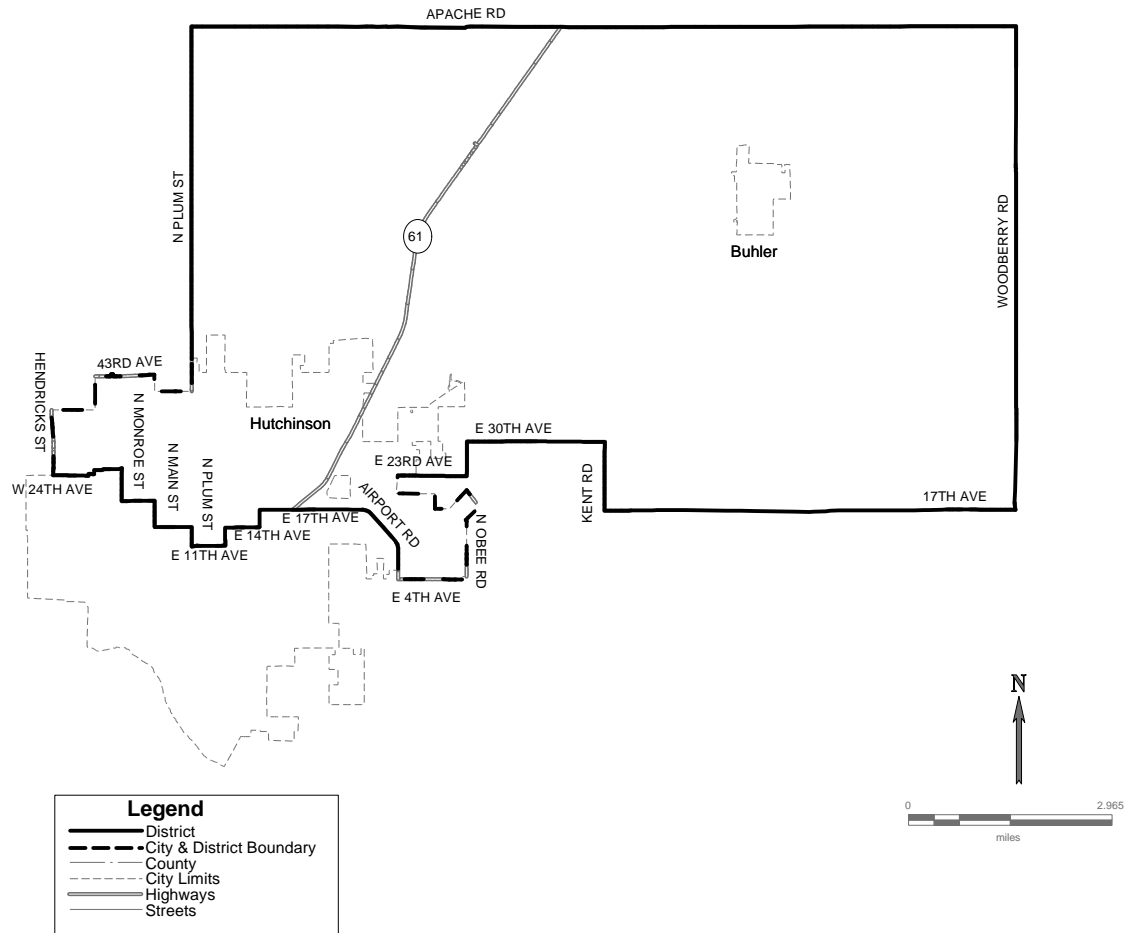 APACHE RD
N PLUM ST
61
Buhler
WOODBERRY RD
HENDRICKS ST
43RD AVE
N MONROE ST
N MAIN ST
N PLUM ST
Hutchinson
E 30TH AVE
E 23RD AVE
W 24TH AVE
KENT RD
17TH AVE
AIRPORT RD
E 17TH AVE
E 14TH AVE
N OBEE RD
E 11TH AVE
E 4TH AVE
N
Legend
District
City & District Boundary
County
City Limits
Highways
Streets
0 2.965
miles